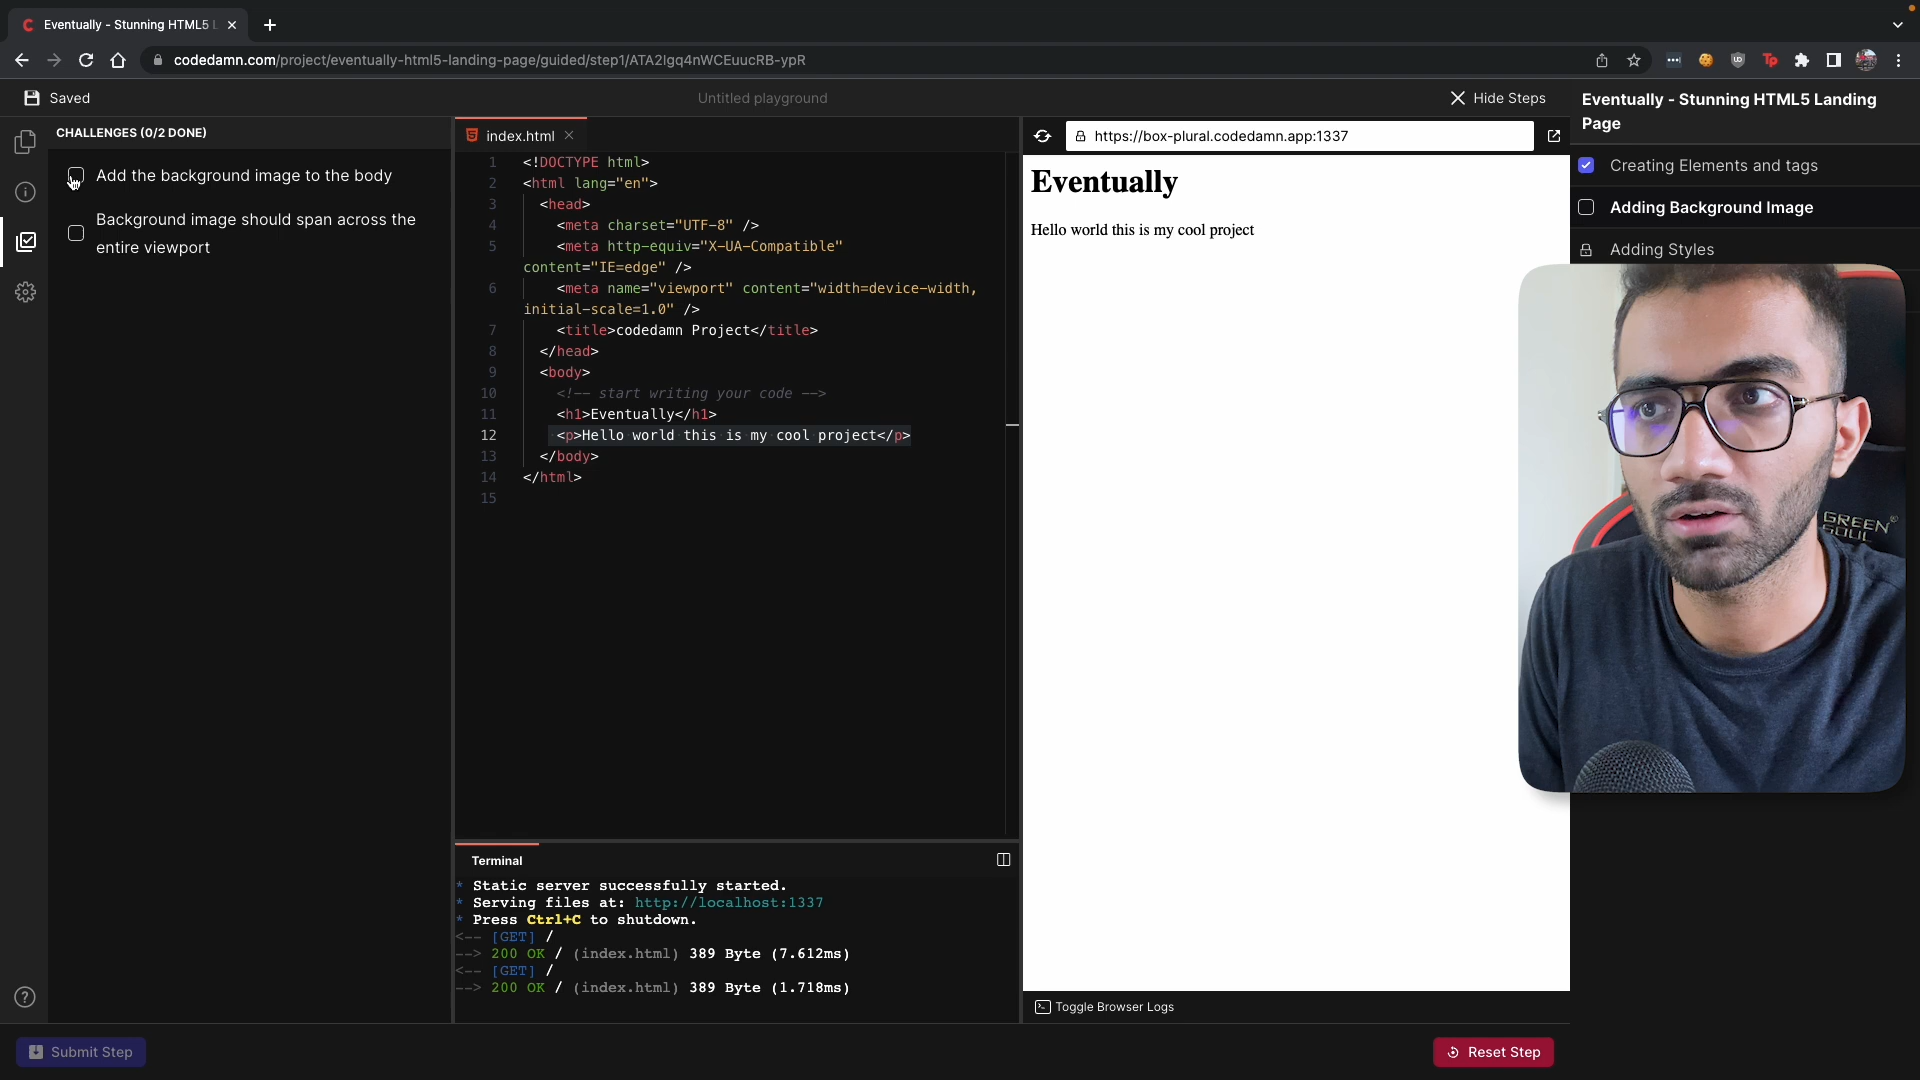 Eventually - Stunning HTML5 L
codedamn.com/project/eventually-html5-landing-page/guided/step1/ATA2lgq4nWCEuucRB-ypR
Saved
Untitled playground
Hide Steps
CHALLENGES (0/2 DONE)
Add the background image to the body
Background image should span across the
entire viewport
index.html
1 <!DOCTYPE html>
2 <html lang="en">
3 <head>
4 <meta charset="UTF-8" />
5 <meta http-equiv="X-UA-Compatible"
content="IE=edge" />
6 <meta name="viewport" content="width=device-width,
initial-scale=1.0" />
7 <title>codedamn Project</title>
8 </head>
9 <body>
10 <!-- start writing your code -->
11 <h1>Eventually</h1>
12 <p>Hello world this is my cool project</p>
13 </body>
14 </html>
15
Terminal
* Static server successfully started.
* Serving files at: http://localhost:1337
* Press Ctrl+C to shutdown.
<-- [GET] /
--> 200 OK / (index.html) 389 Byte (7.612ms)
<-- [GET] /
--> 200 OK / (index.html) 389 Byte (1.718ms)
https://box-plural.codedamn.app:1337
Eventually
Hello world this is my cool project
Toggle Browser Logs
Eventually - Stunning HTML5 Landing
Page
Creating Elements and tags
Adding Background Image
Adding Styles
GREEN
SOUL
Submit Step
Reset Step